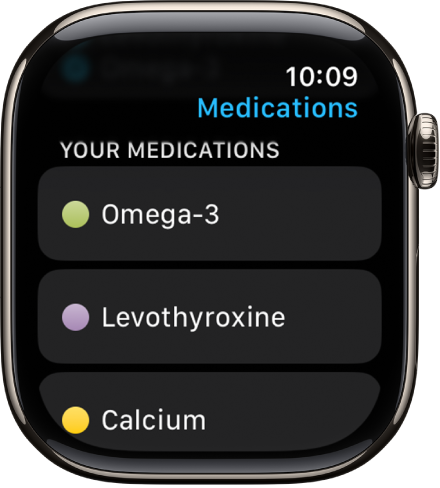 10:09
Medications
YOUR MEDICATIONS
Omega-3
Levothyroxine
Calcium